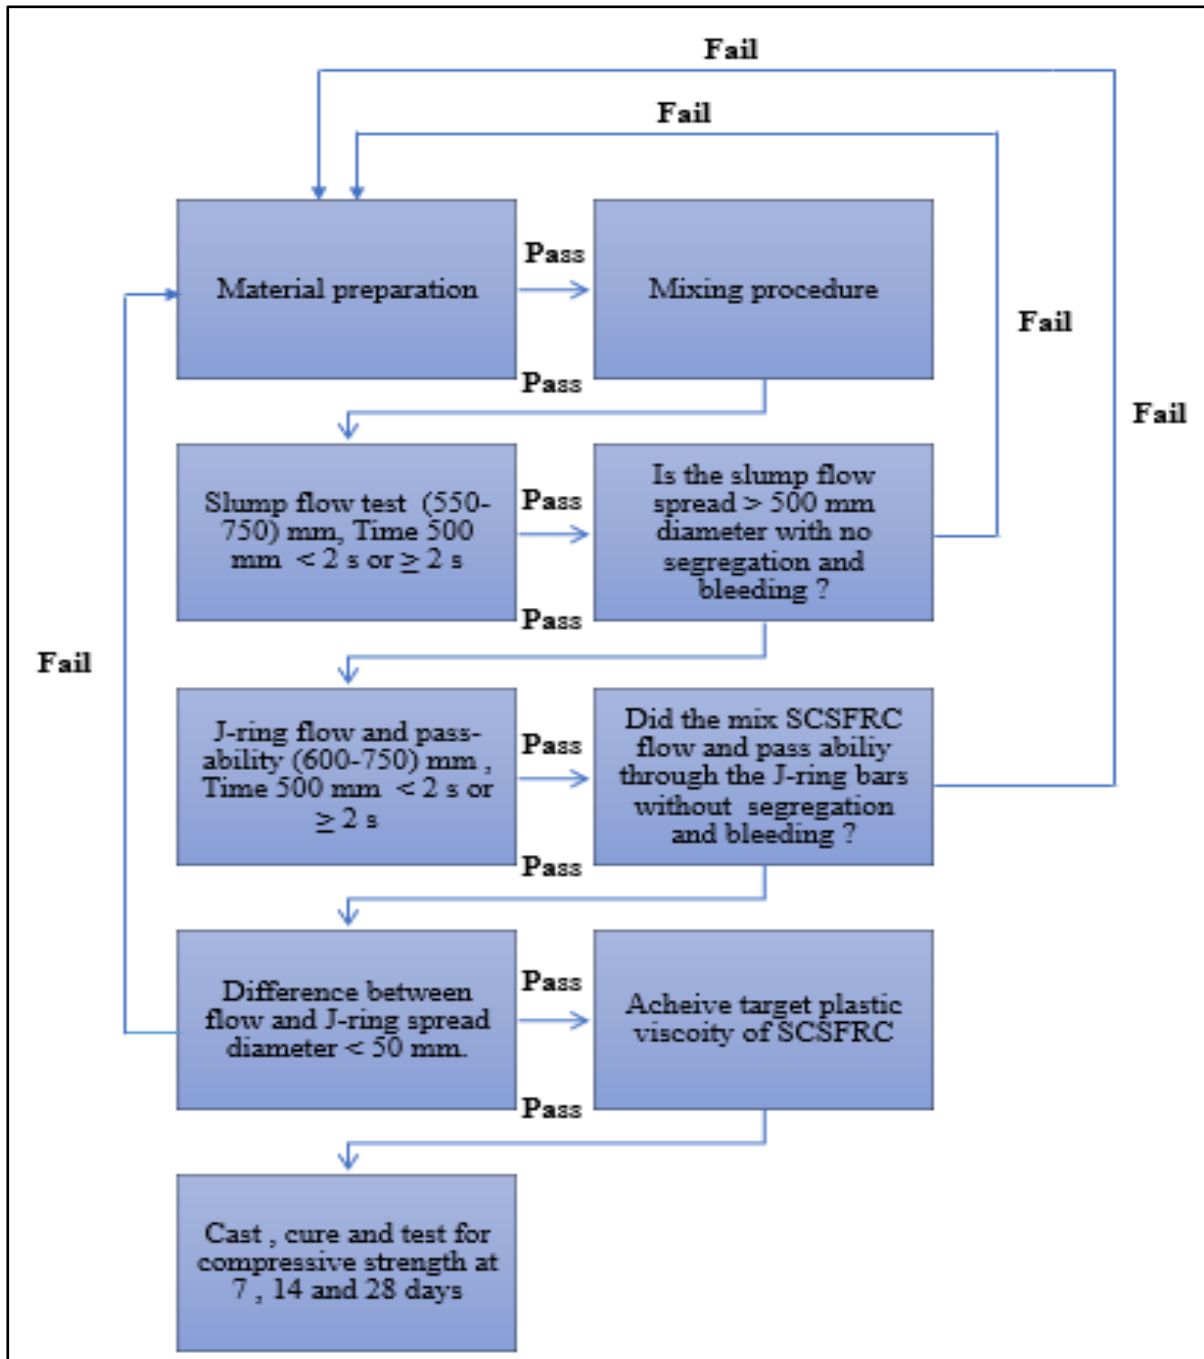 Fail
Fail
Material preparation
Pass
Mixing procedure
Fail
Pass
Fail
Slump flow test (550-
750) mm, Time 500
mm < 2 s or ≥ 2 s
Pass
Is the slump flow
spread > 500 mm
diameter with no
segregation and
bleeding ?
Pass
Fail
J-ring flow and pass-
ability (600-750) mm ,
Time 500 mm < 2 s or
≥ 2 s
Pass
Did the mix SCSFRC
flow and pass abiliy
through the J-ring bars
without segregation
and bleeding ?
Pass
Difference between
flow and J-ring spread
diameter < 50 mm.
Pass
Acheive target plastic
viscoity of SCSFRC
Pass
Cast , cure and test for
compressive strength at
7 , 14 and 28 days